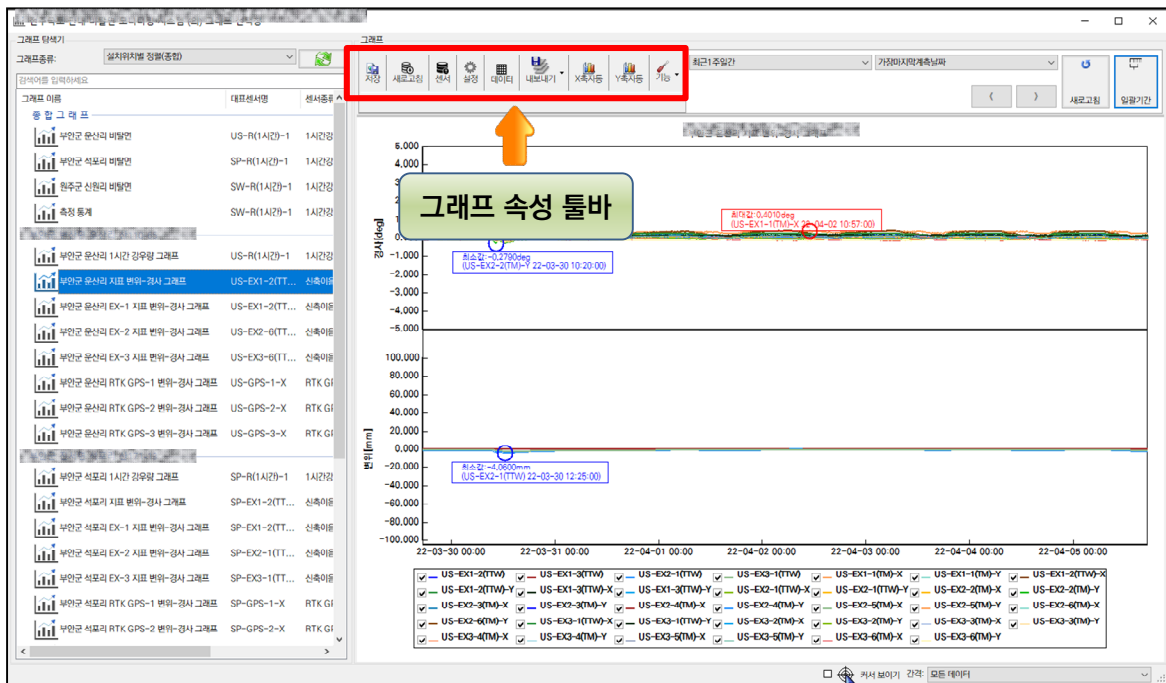 그래프 탐색기
그래프종류: 설치위치별 정렬(종합)
검색어를 입력하세요
그래프 이름 대표센서명 센서종류
종 합 그 래 프
부안군 운산리 비탈면 US-R(1시간)-1 1시간강
부안군 석포리 비탈면 SP-R(1시간)-1 1시간강
원주군 신원리 비탈면 SW-R(1시간)-1 1시간강
측정 통계 SW-R(1시간)-1 1시간강
부안군 운산리 1시간 강우량 그래프 US-R(1시간)-1 1시간강
부안군 운산리 지표 변위-경사 그래프 US-EX1-2(TT... 신축이음
부안군 운산리 EX-1 지표 변위-경사 그래프 US-EX1-2(TT... 신축이음
부안군 운산리 EX-2 지표 변위-경사 그래프 US-EX2-6(TT... 신축이음
부안군 운산리 EX-3 지표 변위-경사 그래프 US-EX3-6(TT... 신축이음
부안군 운산리 RTK GPS-1 변위-경사 그래프 US-GPS-1-X RTK GP
부안군 운산리 RTK GPS-2 변위-경사 그래프 US-GPS-2-X RTK GP
부안군 운산리 RTK GPS-3 변위-경사 그래프 US-GPS-3-X RTK GP
부안군 석포리 1시간 강우량 그래프 SP-R(1시간)-1 1시간강
부안군 석포리 지표 변위-경사 그래프 SP-EX1-2(TT... 신축이음
부안군 석포리 EX-1 지표 변위-경사 그래프 SP-EX1-2(TT... 신축이음
부안군 석포리 EX-2 지표 변위-경사 그래프 SP-EX2-1(TT... 신축이음
부안군 석포리 EX-3 지표 변위-경사 그래프 SP-EX3-1(TT... 신축이음
부안군 석포리 RTK GPS-1 변위-경사 그래프 SP-GPS-1-X RTK GP
부안군 석포리 RTK GPS-2 변위-경사 그래프 SP-GPS-2-X RTK GP
그래프
저장 새로고침 센서 설정 데이터 내보내기 X축자동 Y축자동 기능
최근1주일간 가장마지막계측날짜
새로고침 일괄기간
그래프 속성 툴바
경사[deg]
5,000
4,000
0,000
-1,000
-2,000
-3,000
-4,000
-5,000
최대값:0,4010deg
(US-EX1-1(TM)-X 22-04-02 10:57:00)
최소값:-0,2790deg
(US-EX2-2(TM)-Y 22-03-30 10:20:00)
변위[mm]
100,000
80,000
60,000
40,000
20,000
0,000
-20,000
-40,000
-60,000
-80,000
-100,000
최소값:-4,0600mm
(US-EX2-1(TTW) 22-03-30 12:25:00)
22-03-30 00:00 22-03-31 00:00 22-04-01 00:00 22-04-02 00:00 22-04-03 00:00 22-04-04 00:00 22-04-05 00:00
US-EX1-2(TTW) US-EX1-3(TTW) US-EX2-1(TTW) US-EX3-1(TTW) US-EX1-1(TM)-X US-EX1-1(TM)-Y US-EX1-2(TTW)-X
US-EX1-2(TTW)-Y US-EX1-3(TTW)-X US-EX1-3(TTW)-Y US-EX2-1(TTW)-X US-EX2-1(TTW)-Y US-EX2-2(TM)-X US-EX2-2(TM)-Y
US-EX2-3(TM)-X US-EX2-3(TM)-Y US-EX2-4(TM)-X US-EX2-4(TM)-Y US-EX2-5(TM)-X US-EX2-5(TM)-Y US-EX2-6(TM)-X
US-EX2-6(TM)-Y US-EX3-1(TTW)-X US-EX3-1(TTW)-Y US-EX3-2(TM)-X US-EX3-2(TM)-Y US-EX3-3(TM)-X US-EX3-3(TM)-Y
US-EX3-4(TM)-X US-EX3-4(TM)-Y US-EX3-5(TM)-X US-EX3-5(TM)-Y US-EX3-6(TM)-X US-EX3-6(TM)-Y
커서 보이기 간격: 모든 데이터